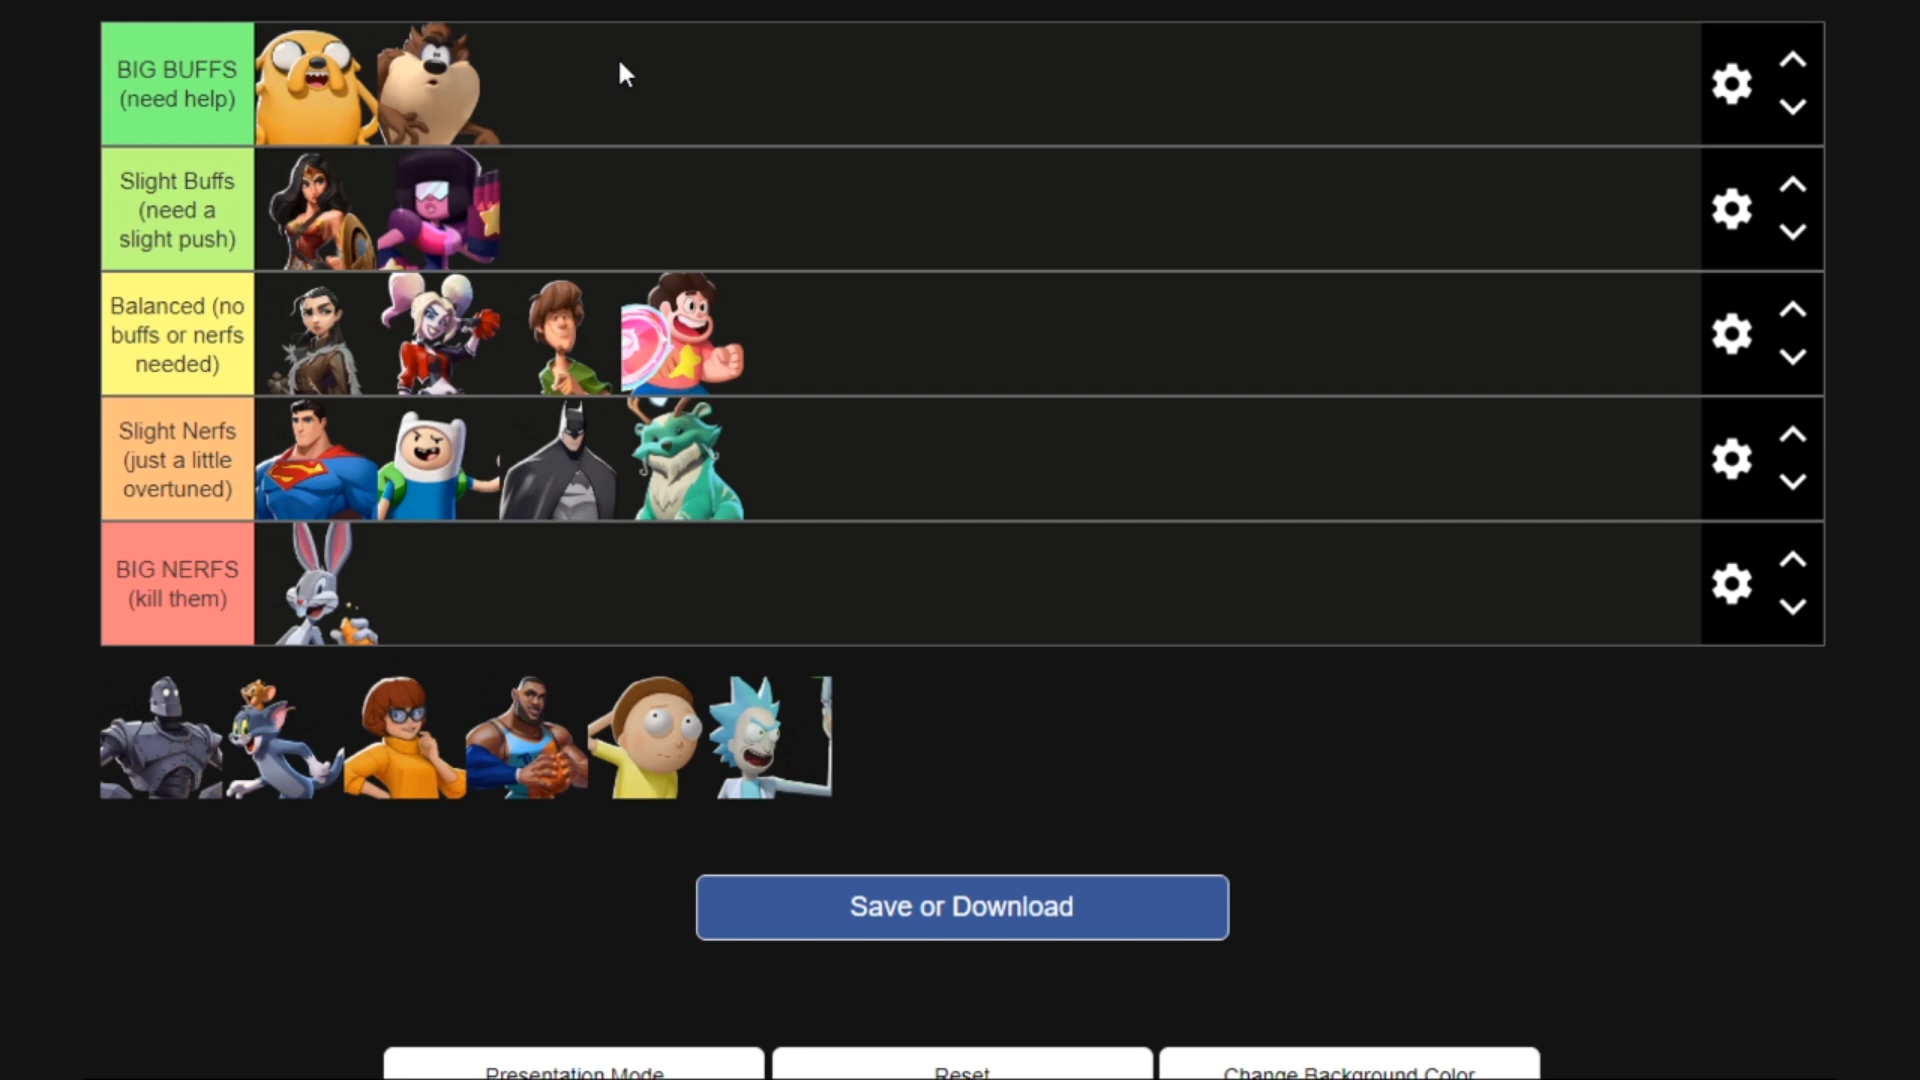 BIG BUFFS
(need help)
Slight Buffs
(need a
slight push)
Balanced (no
buffs or nerfs
needed)
Slight Nerfs
(just a little
overtuned)
BIG NERFS
(kill them)
Save or Download
Presentation Mode
Reset
Change Background Color